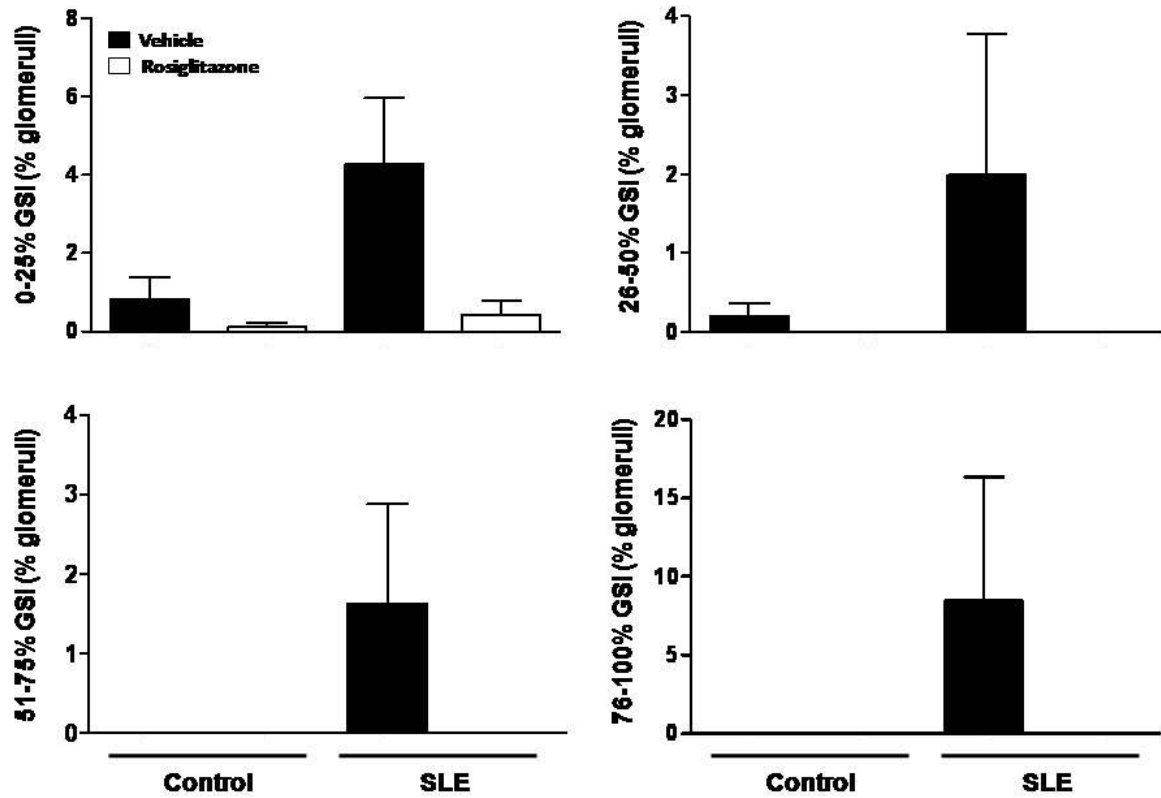 0-25% GSI (% glomerull)
8
6
4
2
0
Vehicle
Rosiglitazone
26-50% GSI (% glomerull)
4
3
2
1
0
51-75% GSI (% glomerull)
4
3
2
1
0
Control
SLE
76-100% GSI (% glomerull)
20
15
10
5
0
Control
SLE